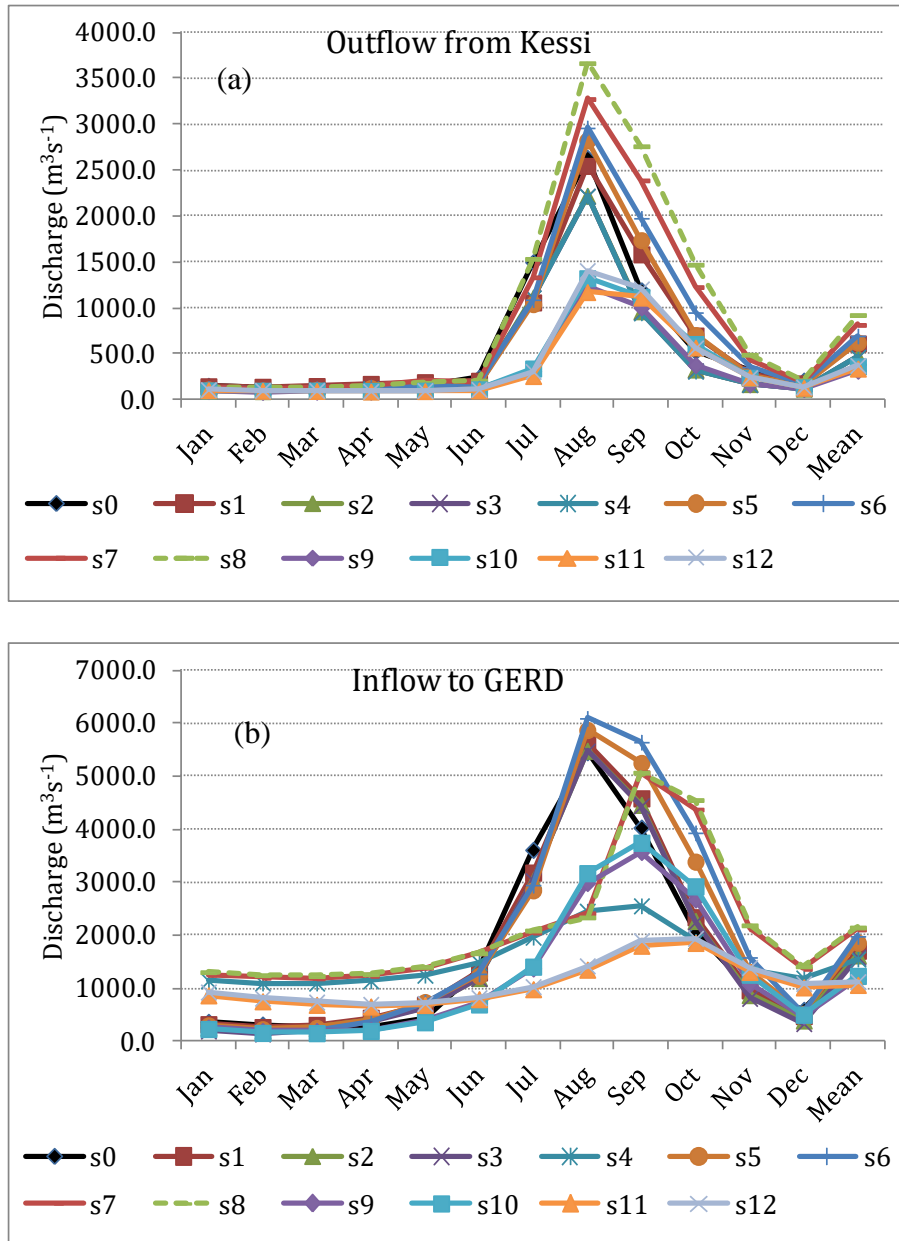 Outflow from Kessi
(a)
Discharge (m³s⁻¹)
4000.0
3500.0
3000.0
2500.0
2000.0
1500.0
1000.0
500.0
0.0
Jan Feb Mar Apr May Jun Jul Aug Sep Oct Nov Dec Mean
s0 s1 s2 s3 s4 s5 s6
s7 s8 s9 s10 s11 s12
Inflow to GERD
(b)
Discharge (m³s⁻¹)
7000.0
6000.0
5000.0
4000.0
3000.0
2000.0
1000.0
0.0
Jan Feb Mar Apr May Jun Jul Aug Sep Oct Nov Dec Mean
s0 s1 s2 s3 s4 s5 s6
s7 s8 s9 s10 s11 s12